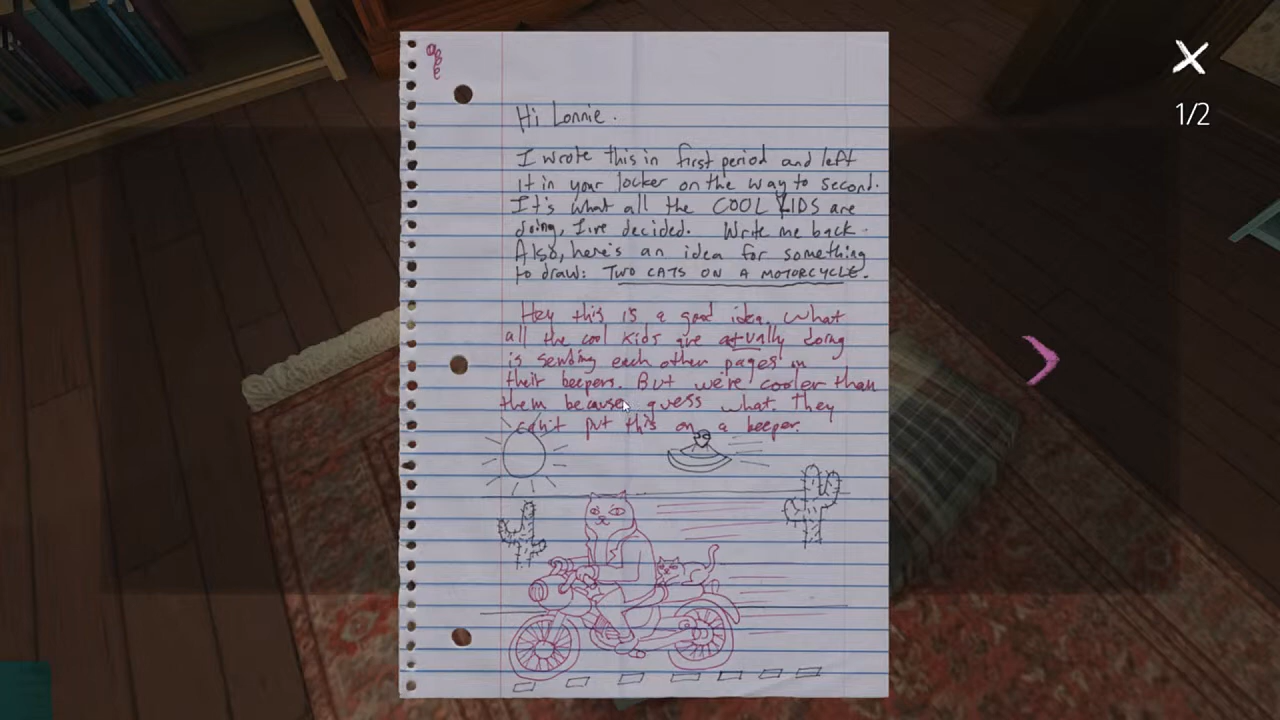 1/2
Hi Lonnie.
I wrote this in first period and left
it in your locker on the way to second.
It's what all the COOL KIDS are
doing, I've decided. Write me back.
Also, here's an idea for something
to draw: TWO CATS ON A MOTORCYCLE.
Hey this is a good idea. What
all the cool kids are actually doing
is sending each other pages on
their beepers. But we're cooler than
them because guess what. They
can't put this on a beeper.